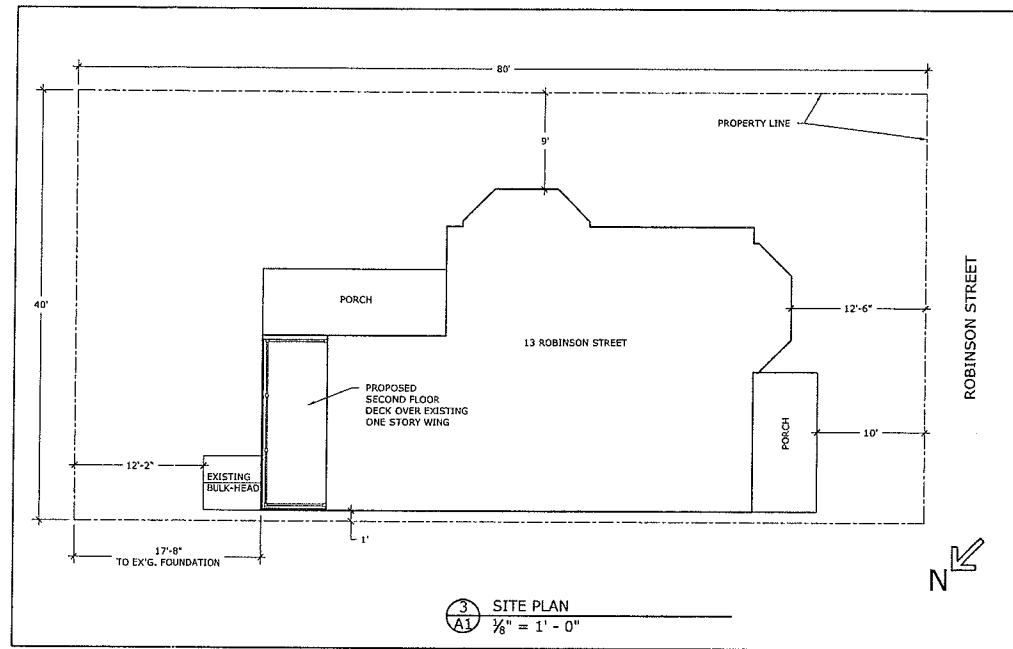 80'
PROPERTY LINE
9'
40'
PORCH
12'-6"
ROBINSON STREET
13 ROBINSON STREET
PROPOSED
SECOND FLOOR
DECK OVER EXISTING
ONE STORY WING
PORCH
10'
12'-2"
EXISTING
BULK-HEAD
1'
17'-8"
TO EX'G. FOUNDATION
N
3
A1
SITE PLAN
⅛" = 1' - 0"